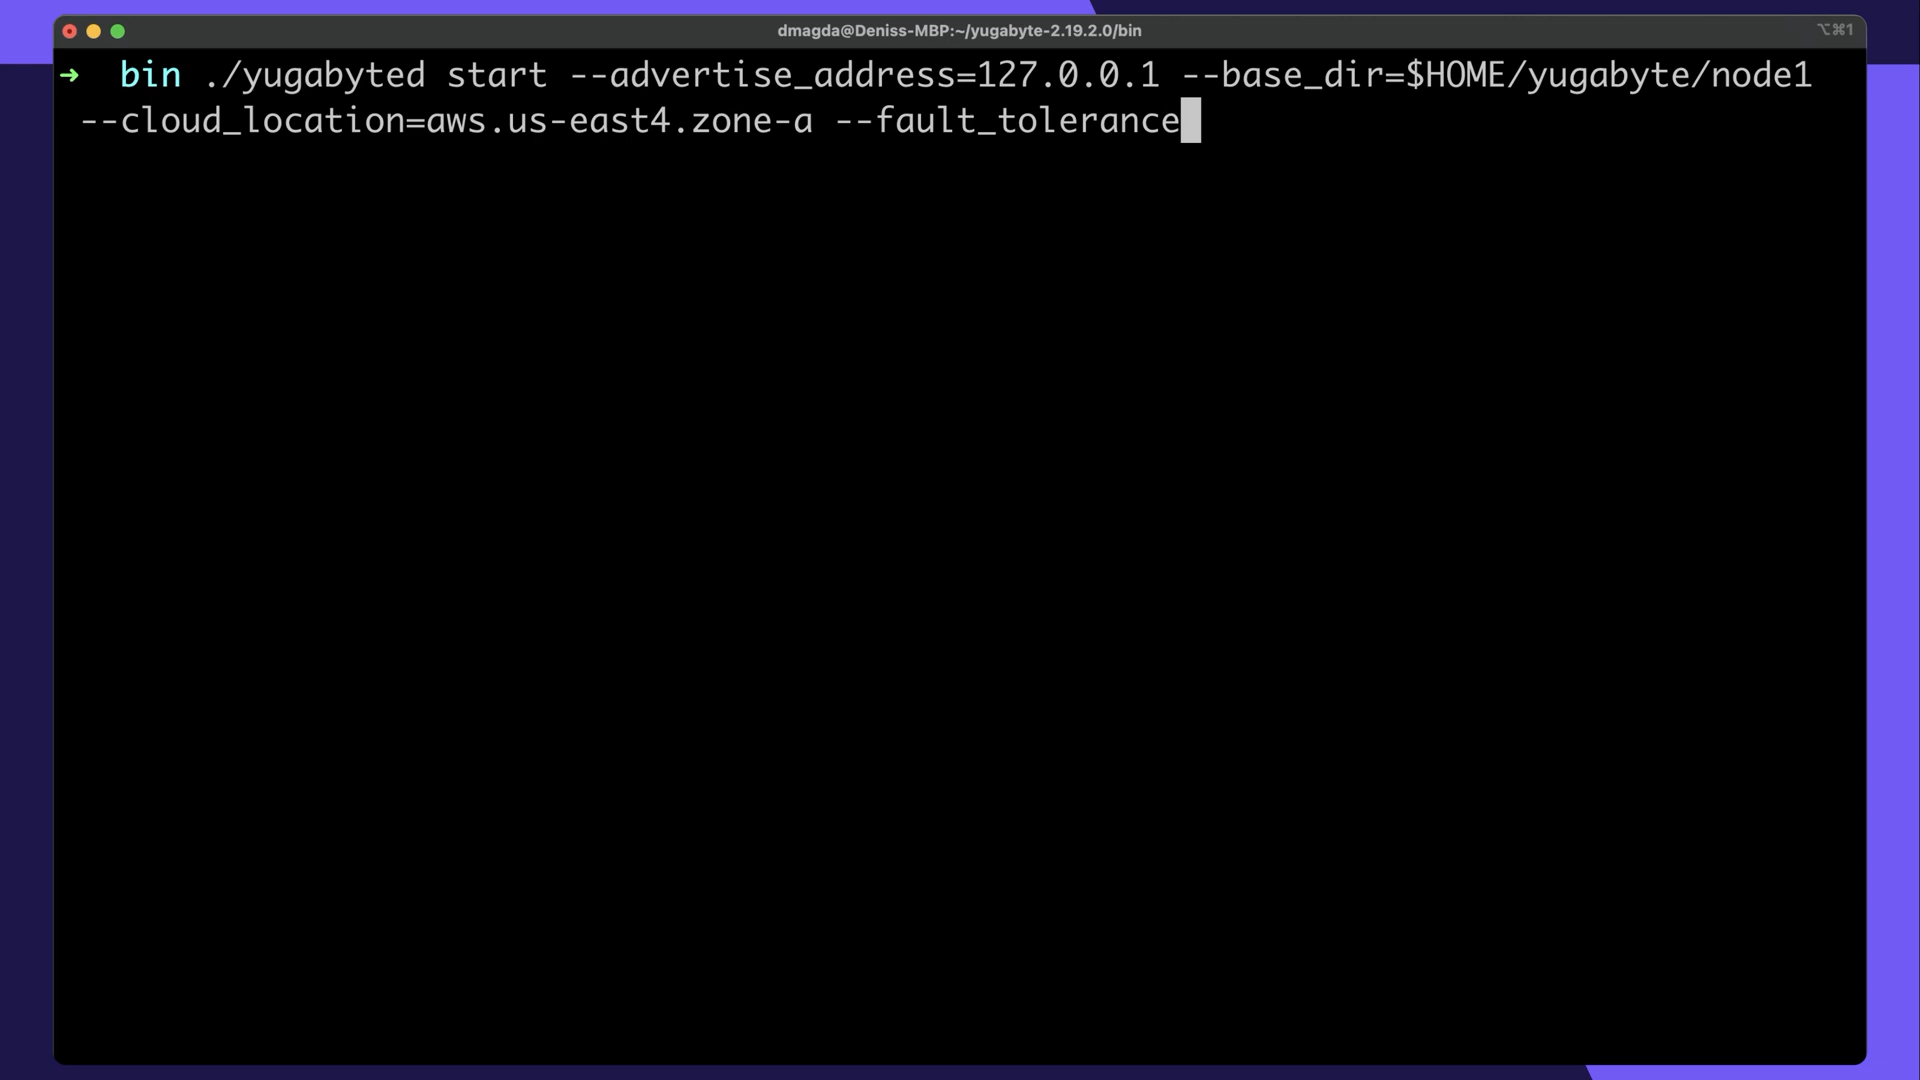 dmagda@Deniss-MBP:~/yugabyte-2.19.2.0/bin
⌥⌘1
➜  bin ./yugabyted start --advertise_address=127.0.0.1 --base_dir=$HOME/yugabyte/node1
--cloud_location=aws.us-east4.zone-a --fault_tolerance